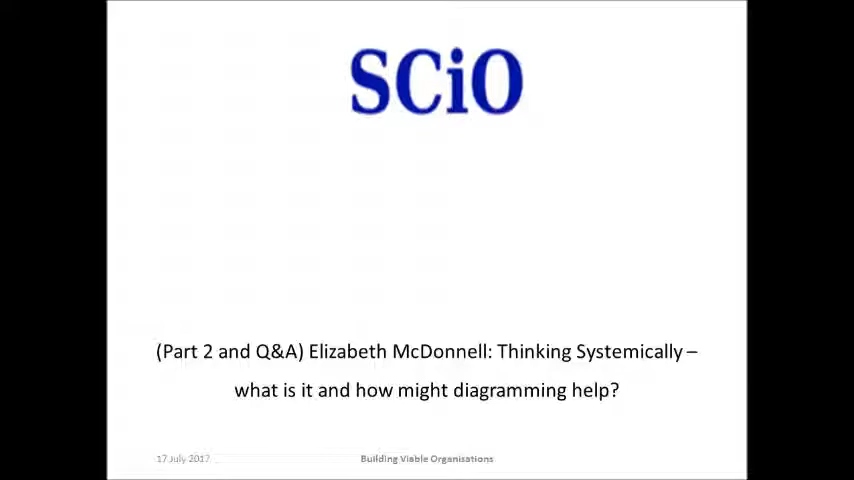 SCiO
(Part 2 and Q&A) Elizabeth McDonnell: Thinking Systemically –
what is it and how might diagramming help?
17 July 2017
Building Viable Organisations